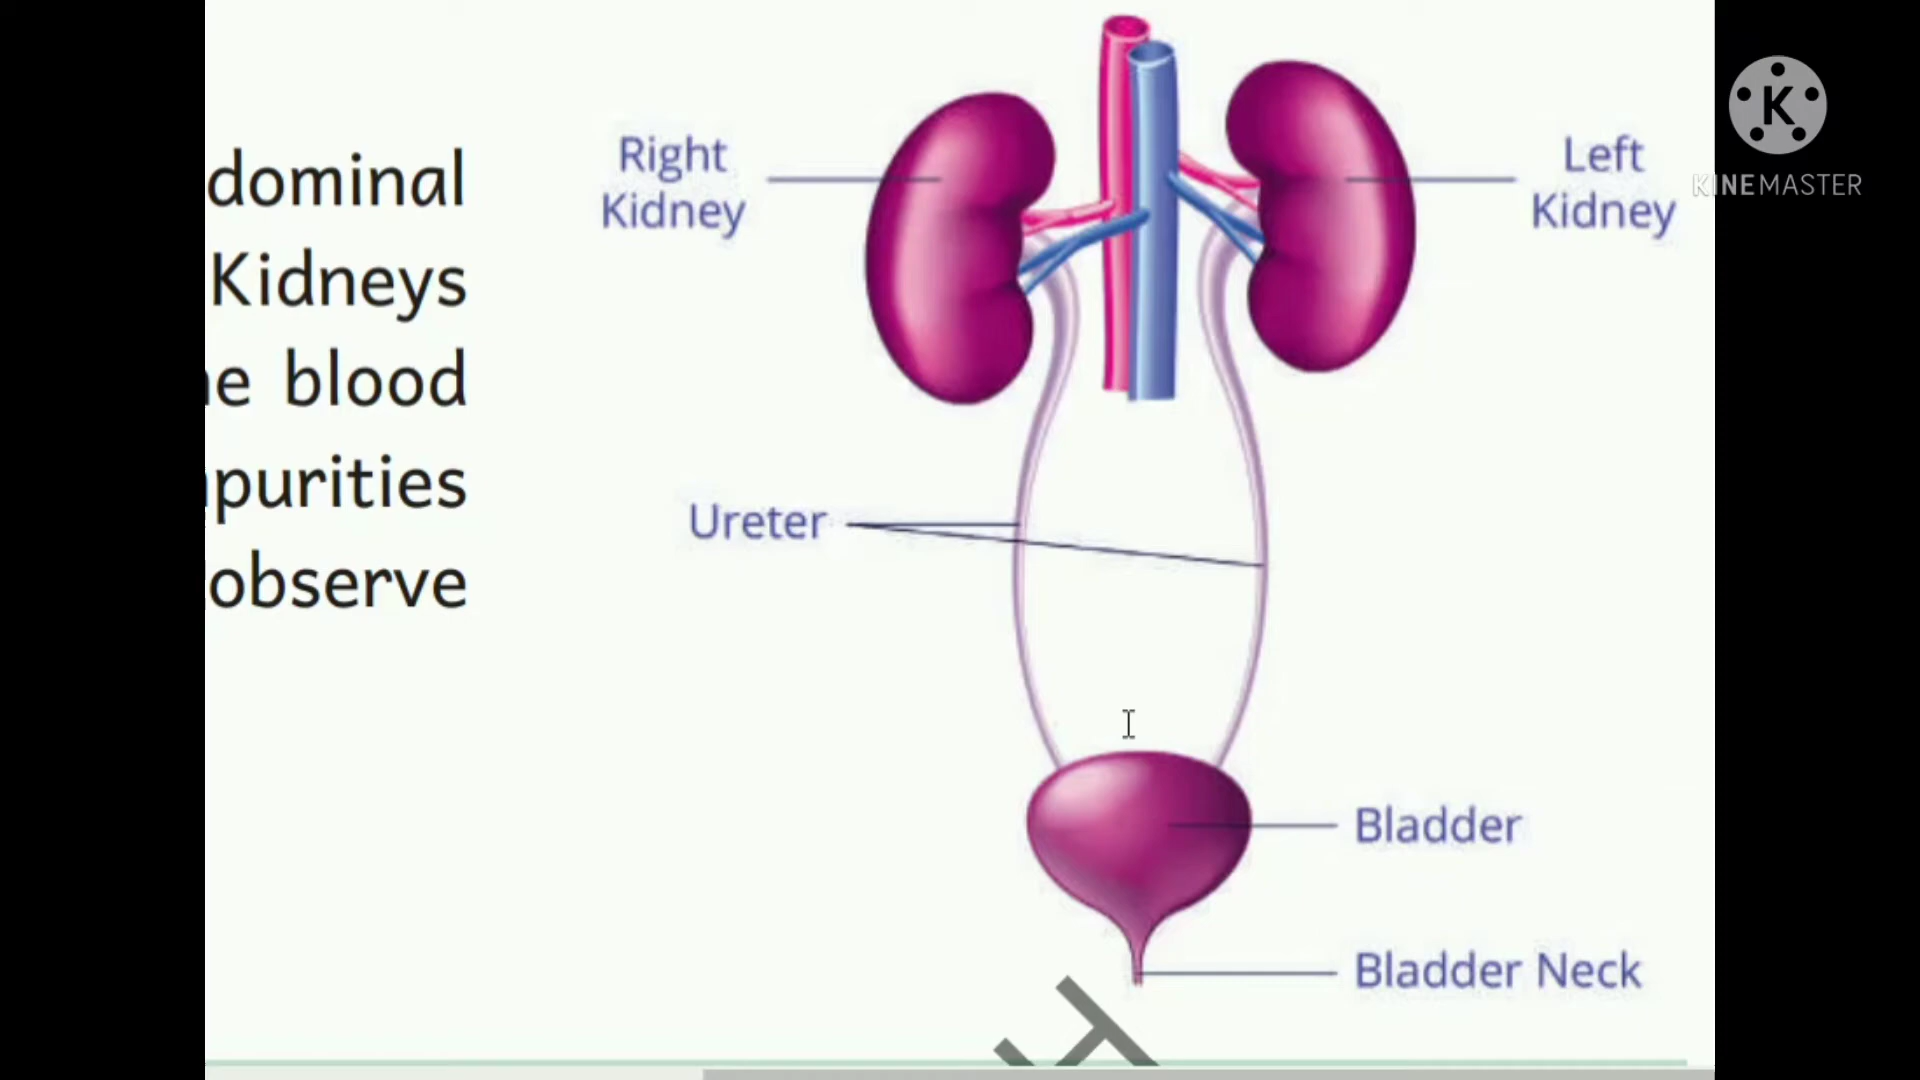 dominal
Kidneys
blood
purities
observe
Right
Kidney
Left
Kidney
Ureter
Bladder
Bladder Neck
K
KINEMASTER